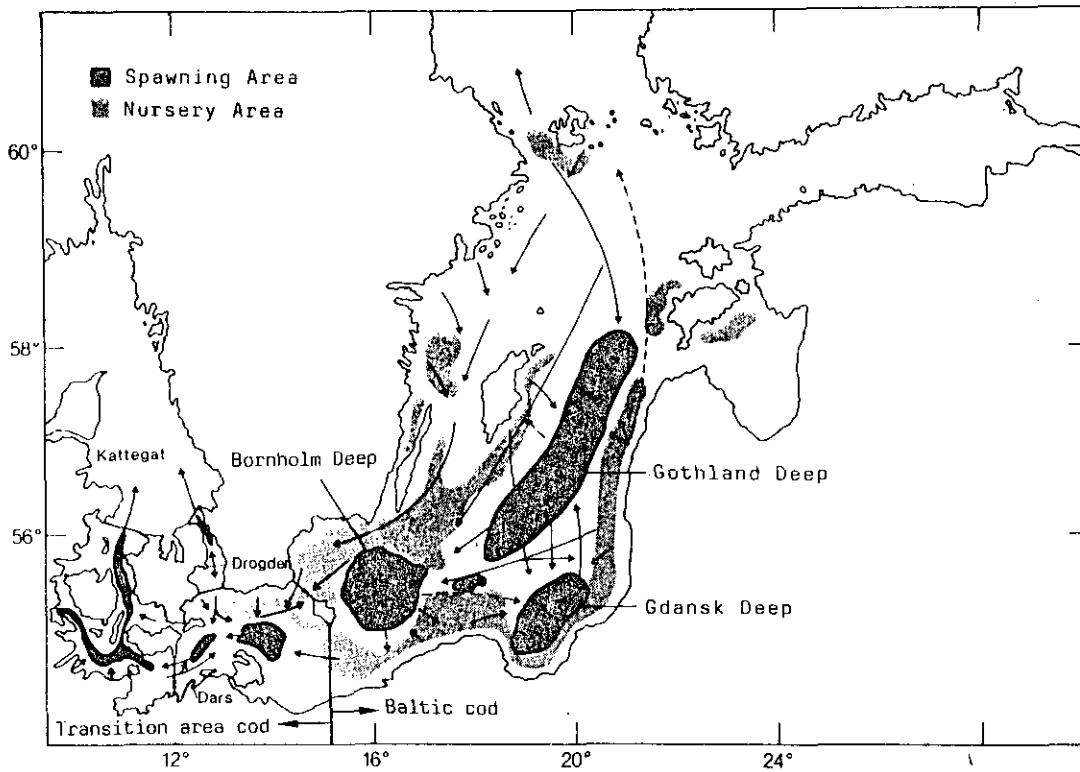 Spawning Area
Nursery Area
60°
58°
Kattegat
Bornholm Deep
Gothland Deep
56°
Drogden
Gdansk Deep
Dars
Baltic cod
Transition area cod
12°
16°
20°
24°